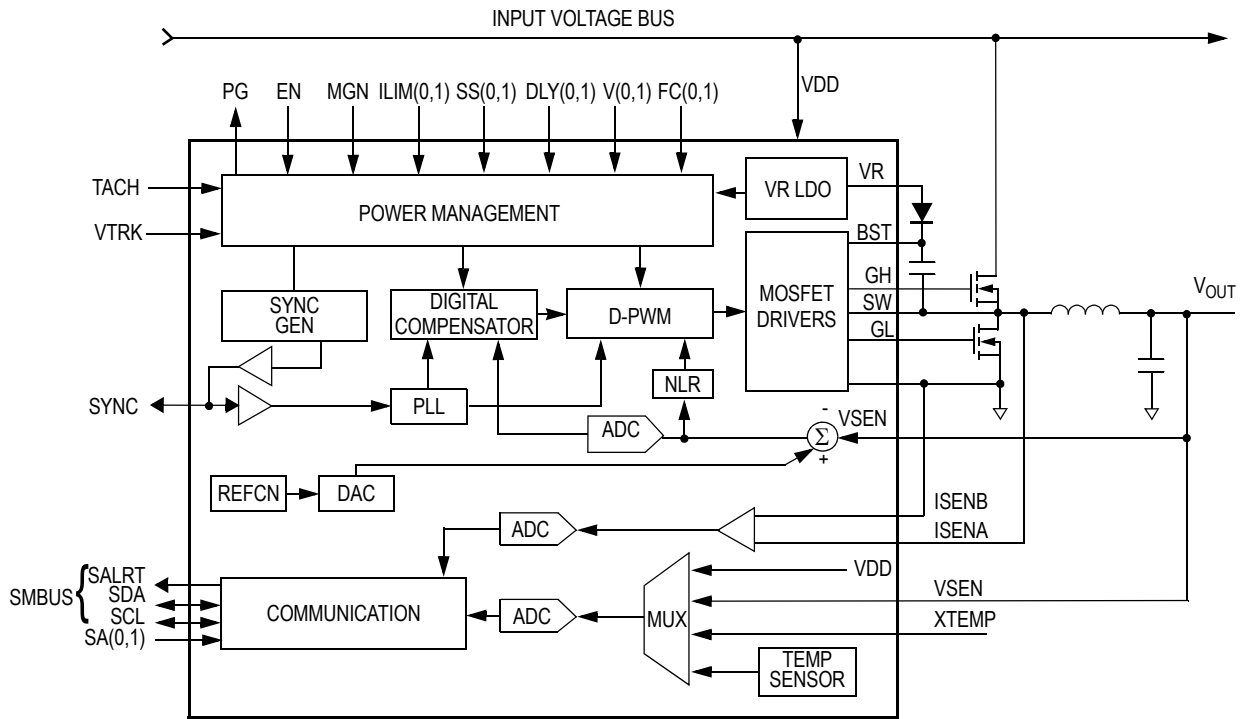 INPUT VOLTAGE BUS
VDD
PG
EN
MGN
ILIM(0,1)
SS(0,1)
DLY(0,1)
V(0,1)
FC(0,1)
TACH
VTRK
POWER MANAGEMENT
VR LDO
VR
BST
GH
SW
GL
MOSFET
DRIVERS
VOUT
SYNC
GEN
DIGITAL
COMPENSATOR
D-PWM
NLR
SYNC
PLL
ADC
-
Σ
+
VSEN
REFCN
DAC
ISENB
ISENA
ADC
SMBUS
SALRT
SDA
SCL
SA(0,1)
COMMUNICATION
ADC
MUX
VDD
VSEN
XTEMP
TEMP
SENSOR